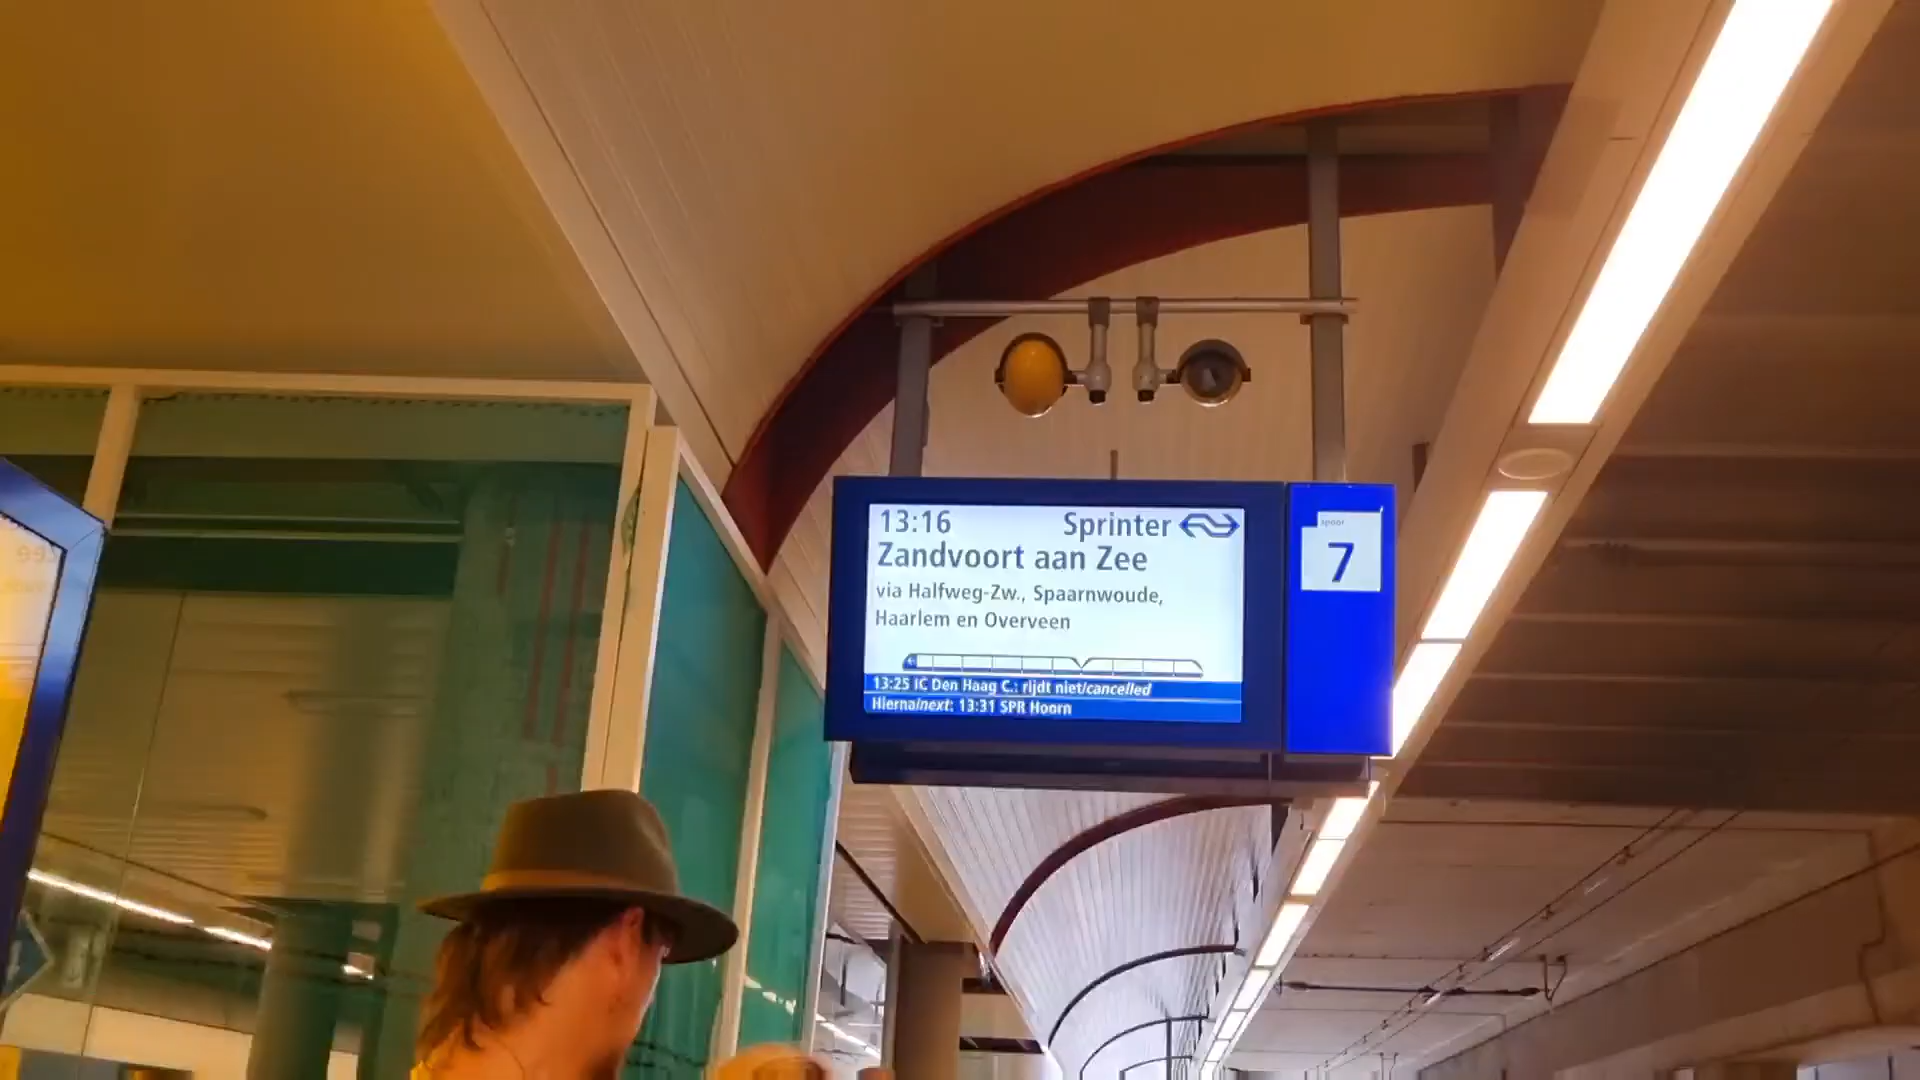 13:16 Sprinter
Zandvoort aan Zee
via Halfweg-Zw., Spaarnwoude,
Haarlem en Overveen
13:25 IC Den Haag C.: rijdt niet/cancelled
Hierna/next: 13:31 SPR Hoorn
spoor
7